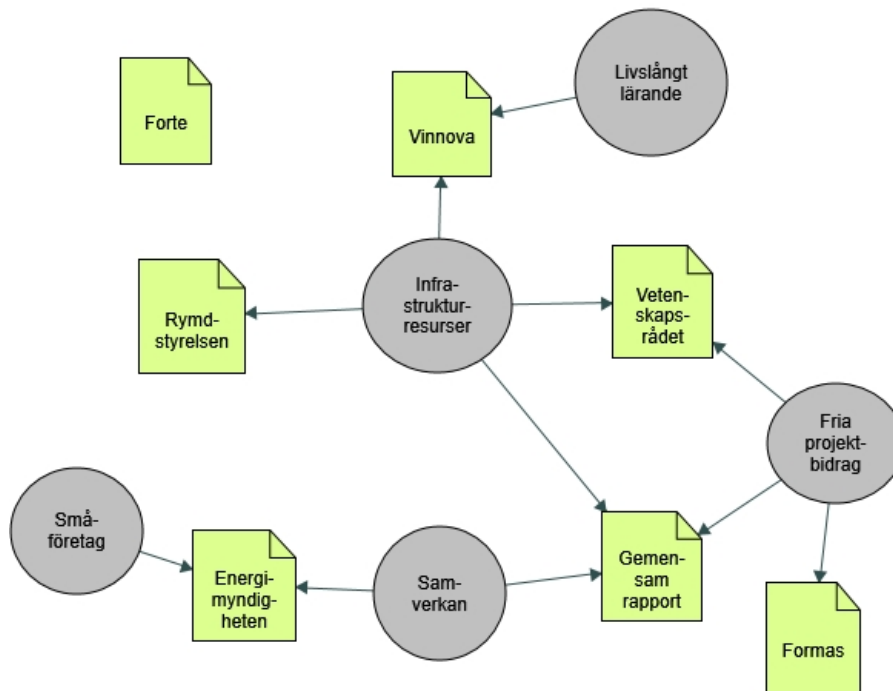 Livslångt
lärande
Forte
Vinnova
Infra-
struktur-
resurser
Veten-
skaps-
rådet
Rymd-
styrelsen
Fria
projekt-
bidrag
Små-
företag
Energi-
myndig-
heten
Sam-
verkan
Gemen-
sam
rapport
Formas